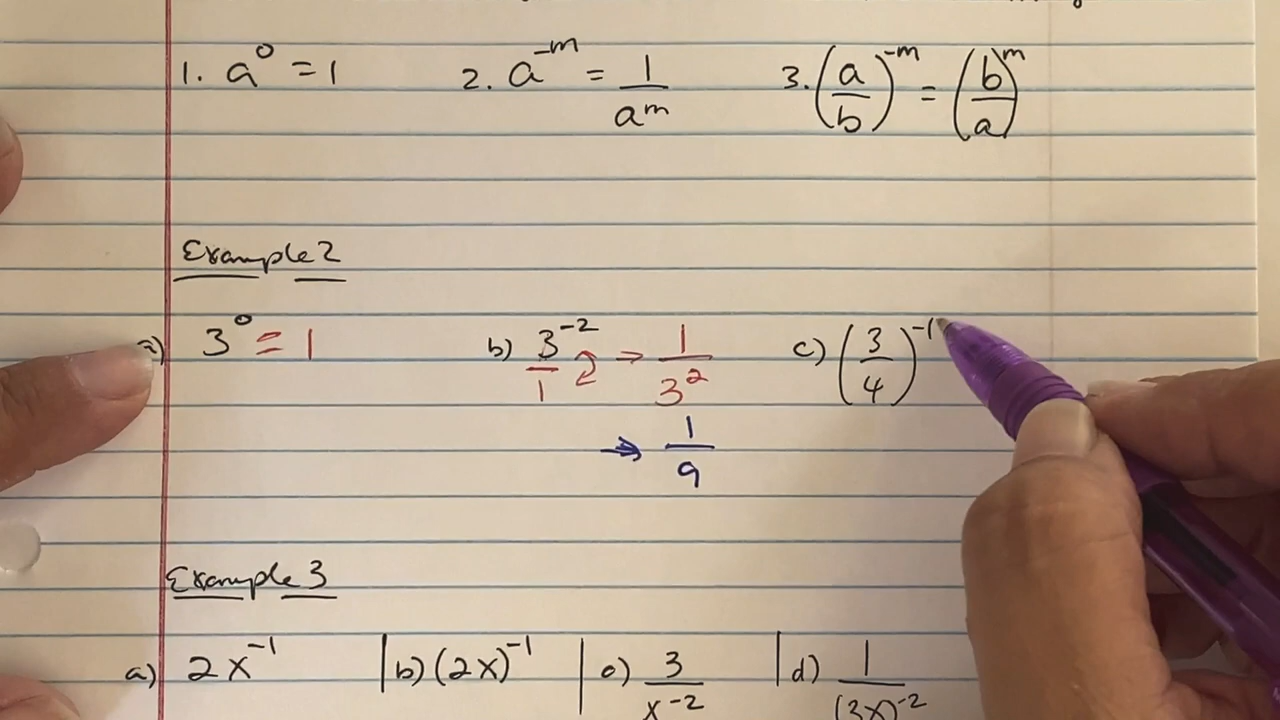 1. a⁰ = 1 2. a⁻ᵐ = 1/aᵐ 3. (a/b)⁻ᵐ = (b/a)ᵐ
Example 2
a) 3⁰ = 1 b) 3⁻²/1 → 1/3² c) (3/4)⁻¹
→ 1/9
Example 3
a) 2x⁻¹ | b) (2x)⁻¹ | c) 3/x⁻² | d) 1/(3x)⁻²